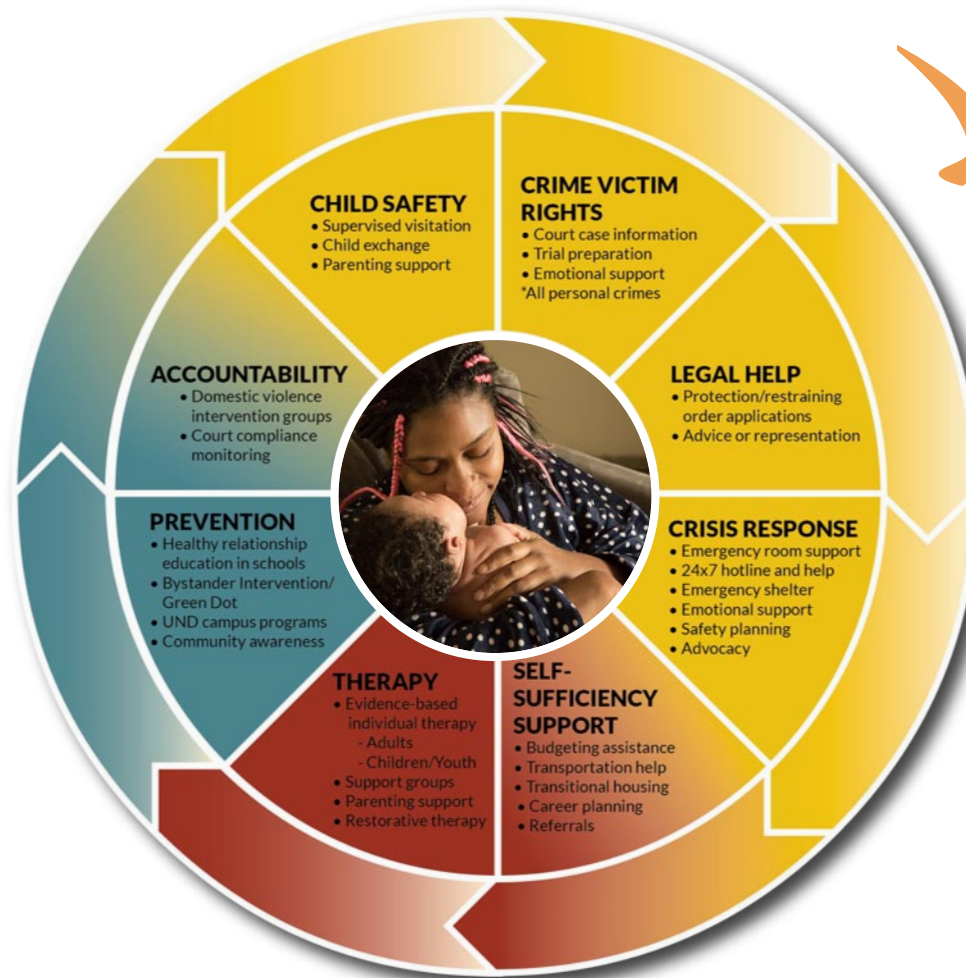 CHILD SAFETY
• Supervised visitation
• Child exchange
• Parenting support
CRIME VICTIM
RIGHTS
• Court case information
• Trial preparation
• Emotional support
*All personal crimes
LEGAL HELP
• Protection/restraining
order applications
• Advice or representation
CRISIS RESPONSE
• Emergency room support
• 24x7 hotline and help
• Emergency shelter
• Emotional support
• Safety planning
• Advocacy
SELF-
SUFFICIENCY
SUPPORT
• Budgeting assistance
• Transportation help
• Transitional housing
• Career planning
• Referrals
THERAPY
• Evidence-based
individual therapy
- Adults
- Children/Youth
• Support groups
• Parenting support
• Restorative therapy
PREVENTION
• Healthy relationship
education in schools
• Bystander Intervention/
Green Dot
• UND campus programs
• Community awareness
ACCOUNTABILITY
• Domestic violence
intervention groups
• Court compliance
monitoring